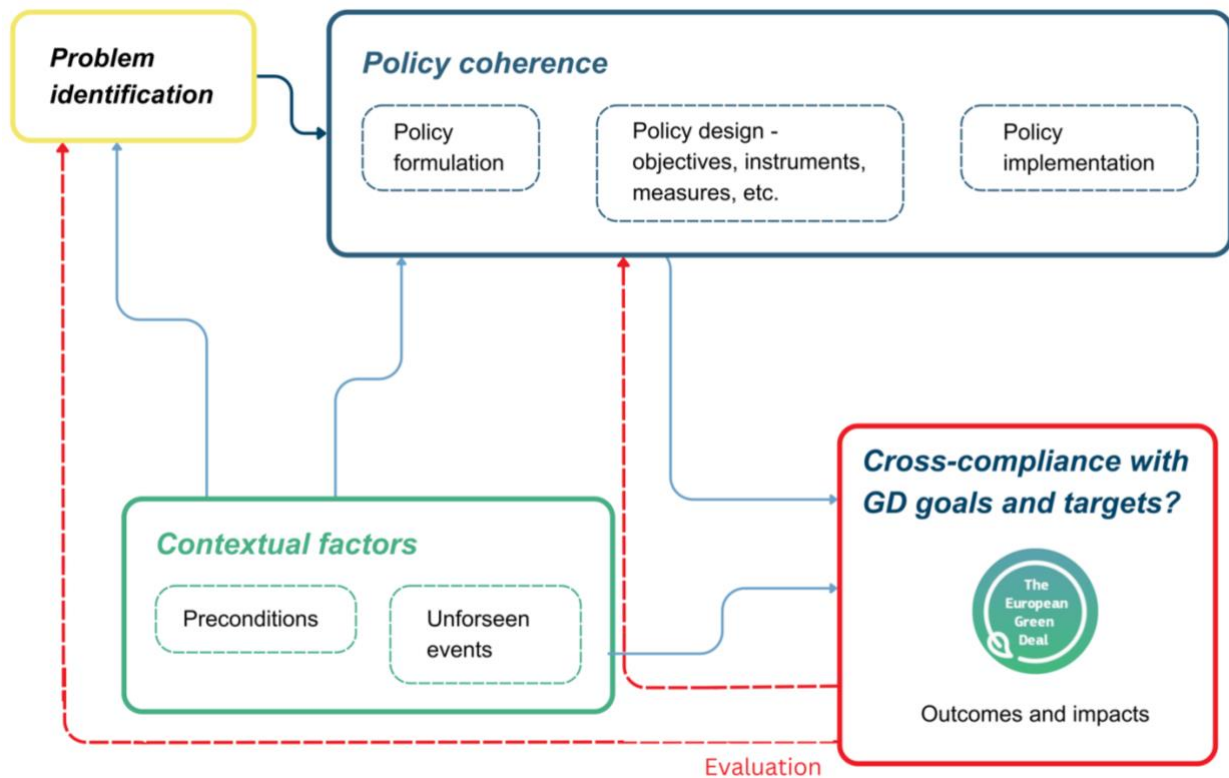 Problem
identification
Policy coherence
Policy
formulation
Policy design -
objectives, instruments,
measures, etc.
Policy
implementation
Contextual factors
Preconditions
Unforseen
events
Cross-compliance with
GD goals and targets?
The
European
Green
Deal
Outcomes and impacts
Evaluation